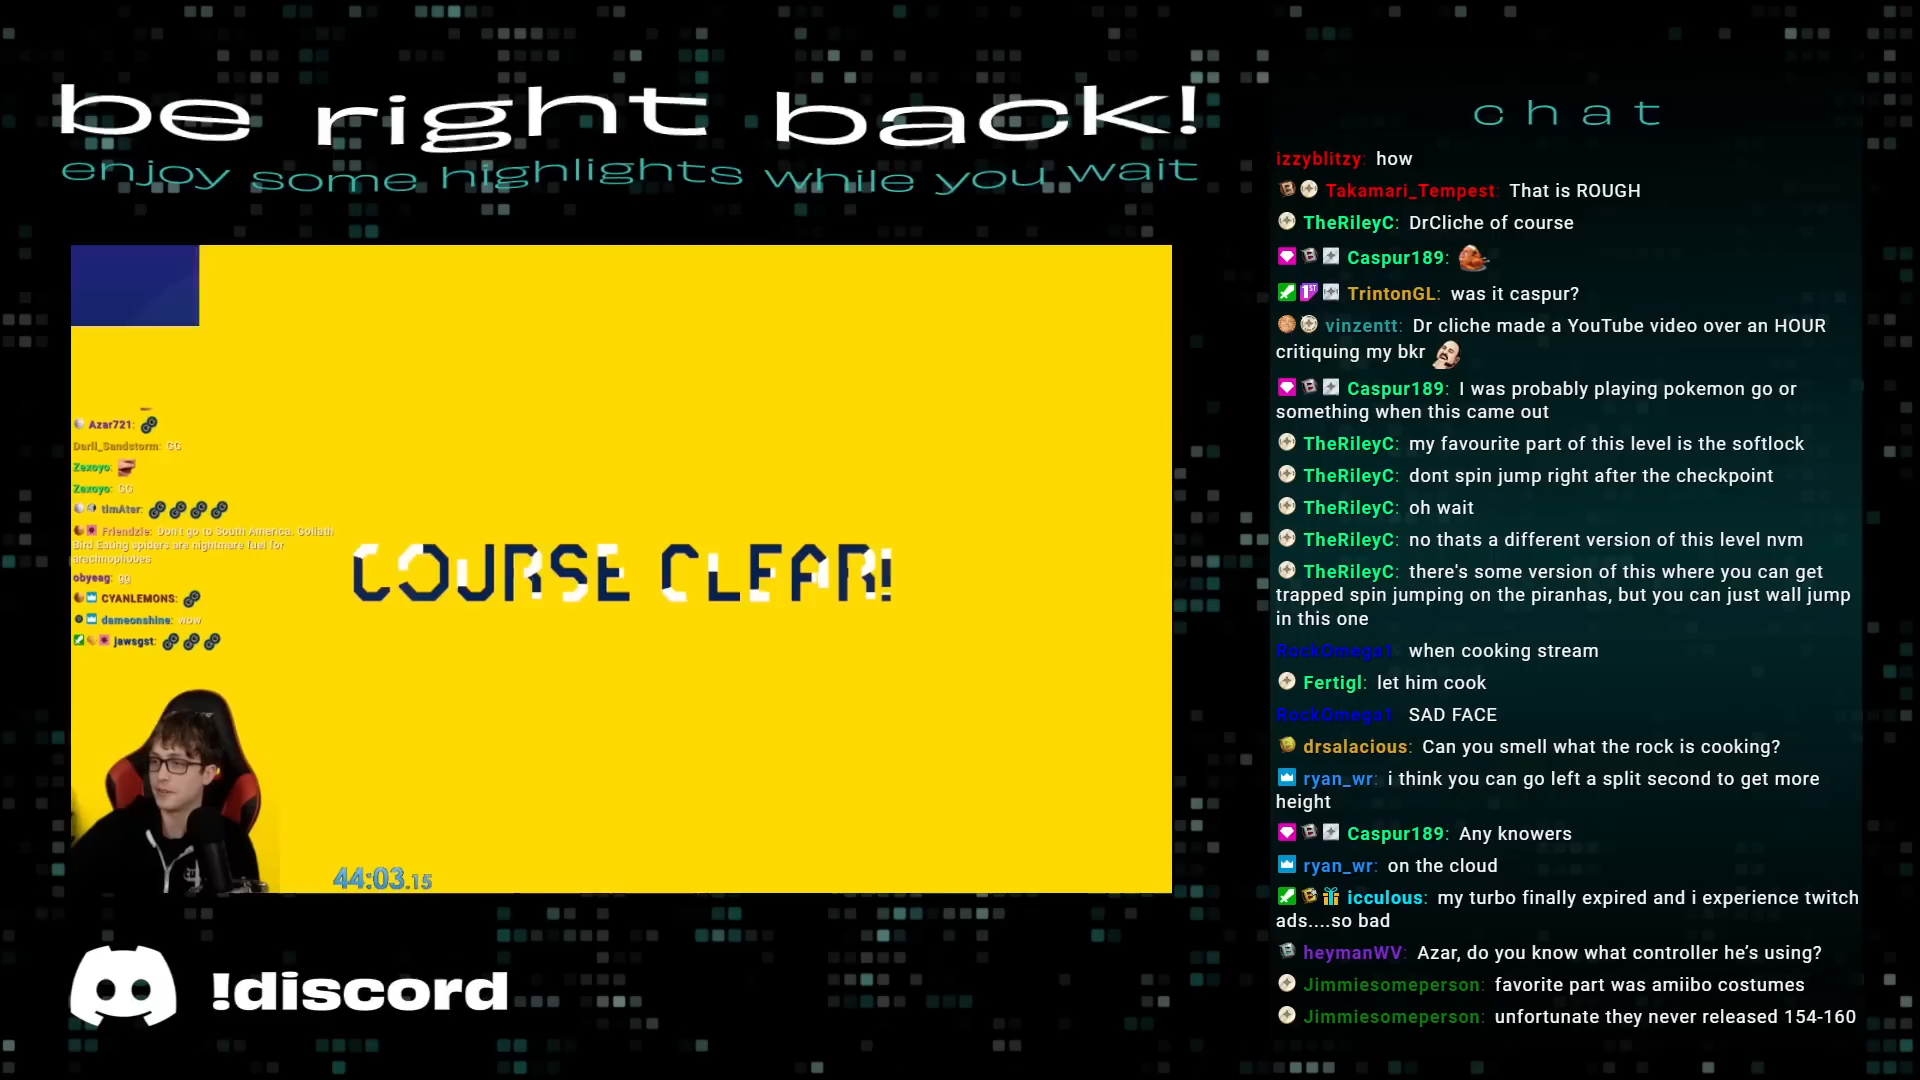 be right back!
enjoy some highlights while you wait
chat
izzyblitzy: how
Takamari_Tempest: That is ROUGH
TheRileyC: DrCliche of course
Caspur189:
1ST TrintonGL: was it caspur?
vinzentt: Dr cliche made a YouTube video over an HOUR
critiquing my bkr
Caspur189: I was probably playing pokemon go or
something when this came out
TheRileyC: my favourite part of this level is the softlock
TheRileyC: dont spin jump right after the checkpoint
TheRileyC: oh wait
TheRileyC: no thats a different version of this level nvm
TheRileyC: there's some version of this where you can get
trapped spin jumping on the piranhas, but you can just wall jump
in this one
RockOmega1: when cooking stream
Fertigl: let him cook
RockOmega1: SAD FACE
drsalacious: Can you smell what the rock is cooking?
ryan_wr: i think you can go left a split second to get more
height
Caspur189: Any knowers
ryan_wr: on the cloud
icculous: my turbo finally expired and i experience twitch
ads....so bad
heymanWV: Azar, do you know what controller he’s using?
Jimmiesomeperson: favorite part was amiibo costumes
Jimmiesomeperson: unfortunate they never released 154-160
Azar721:
Daril_Sandstorm: GG
Zexoyo:
Zexoyo: GG
timAter:
Friendzie: Don't go to South America. Goliath
Bird Eating spiders are nightmare fuel for
arachnophobes
obyeag: gg
CYANLEMONS:
dameonshine: wow
jawsgst:
COURSE CLEAR!
44:03.15
!discord